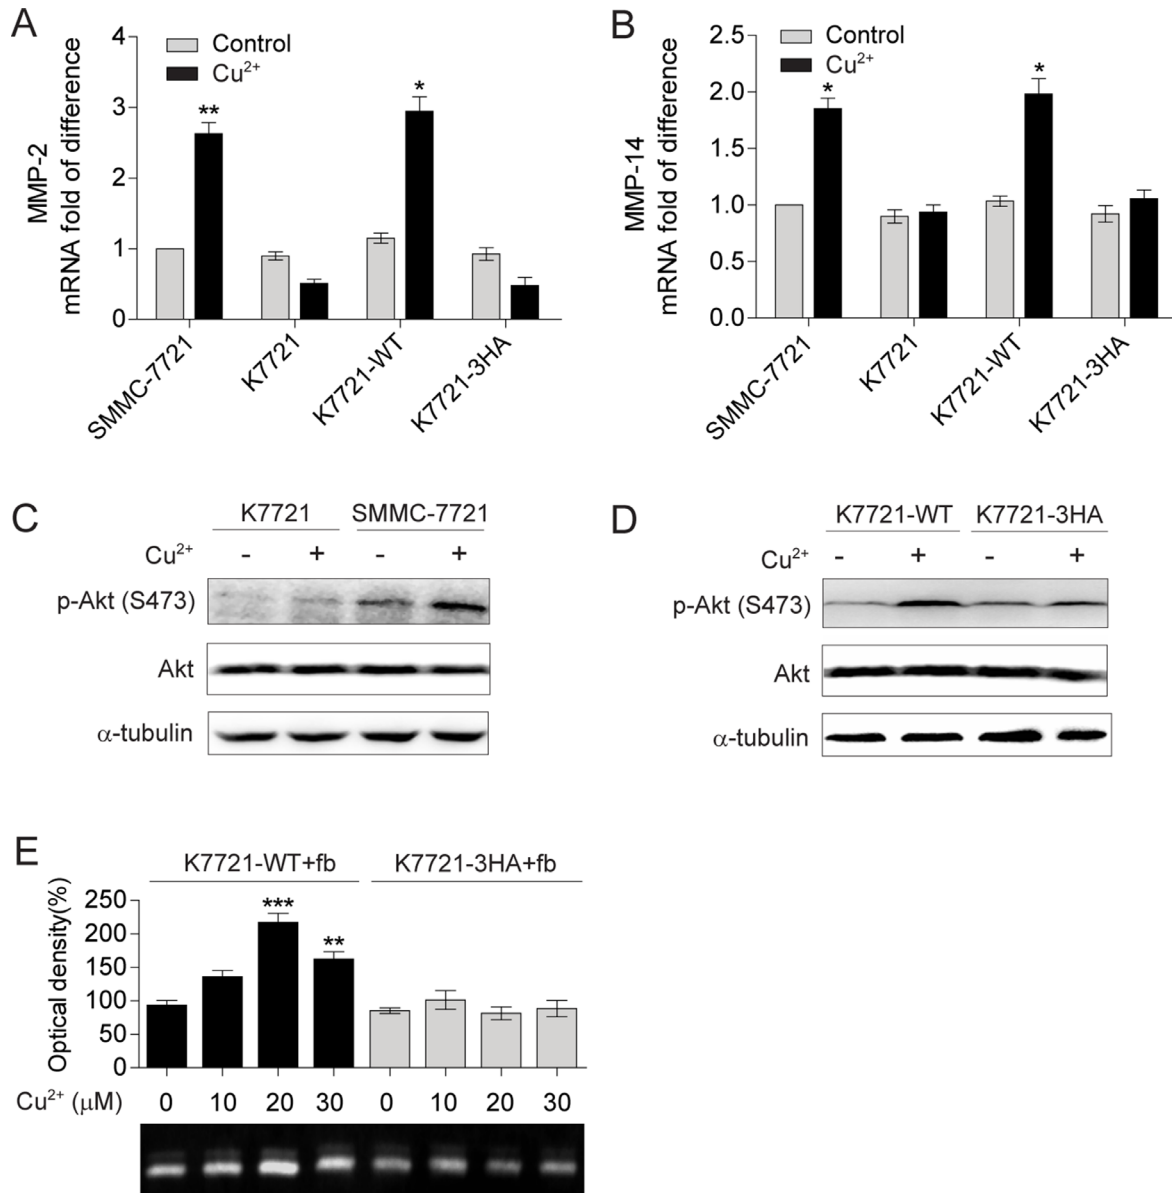 A
MMP-2
mRNA fold of difference
4
3
2
1
0
Control
Cu²⁺
**
*
SMMC-7721
K7721
K7721-WT
K7721-3HA
B
MMP-14
mRNA fold of difference
2.5
2.0
1.5
1.0
0.5
0.0
Control
Cu²⁺
*
*
SMMC-7721
K7721
K7721-WT
K7721-3HA
C
K7721 SMMC-7721
Cu²⁺ - + - +
p-Akt (S473)
Akt
α-tubulin
D
K7721-WT K7721-3HA
Cu²⁺ - + - +
p-Akt (S473)
Akt
α-tubulin
E
K7721-WT+fb K7721-3HA+fb
Optical density(%)
250
200
150
100
50
0
***
**
Cu²⁺ (μM) 0 10 20 30 0 10 20 30